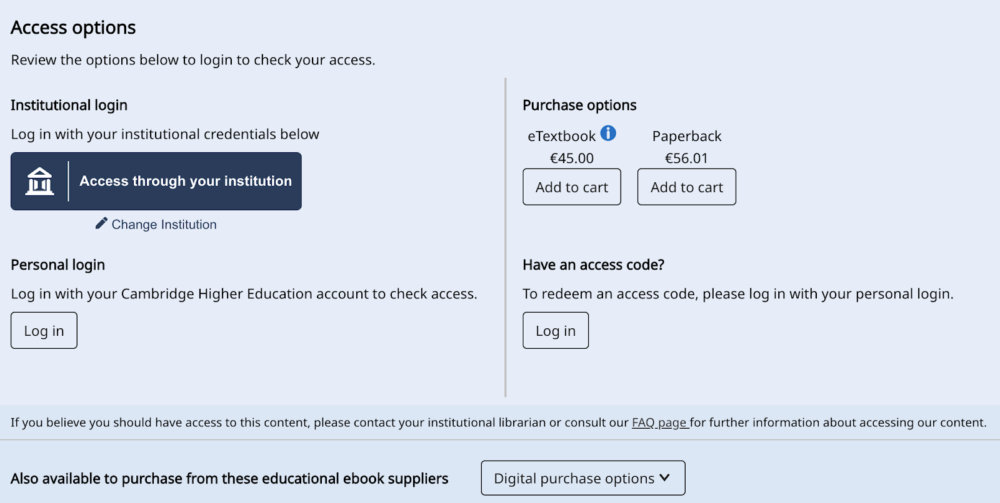 Access options
Review the options below to login to check your access.
Institutional login
Log in with your institutional credentials below
Access through your institution
Change Institution
Personal login
Log in with your Cambridge Higher Education account to check access.
Log in
Purchase options
eTextbook
€45.00
Add to cart
Paperback
€56.01
Add to cart
Have an access code?
To redeem an access code, please log in with your personal login.
Log in
If you believe you should have access to this content, please contact your institutional librarian or consult our FAQ page for further information about accessing our content.
Also available to purchase from these educational ebook suppliers
Digital purchase options